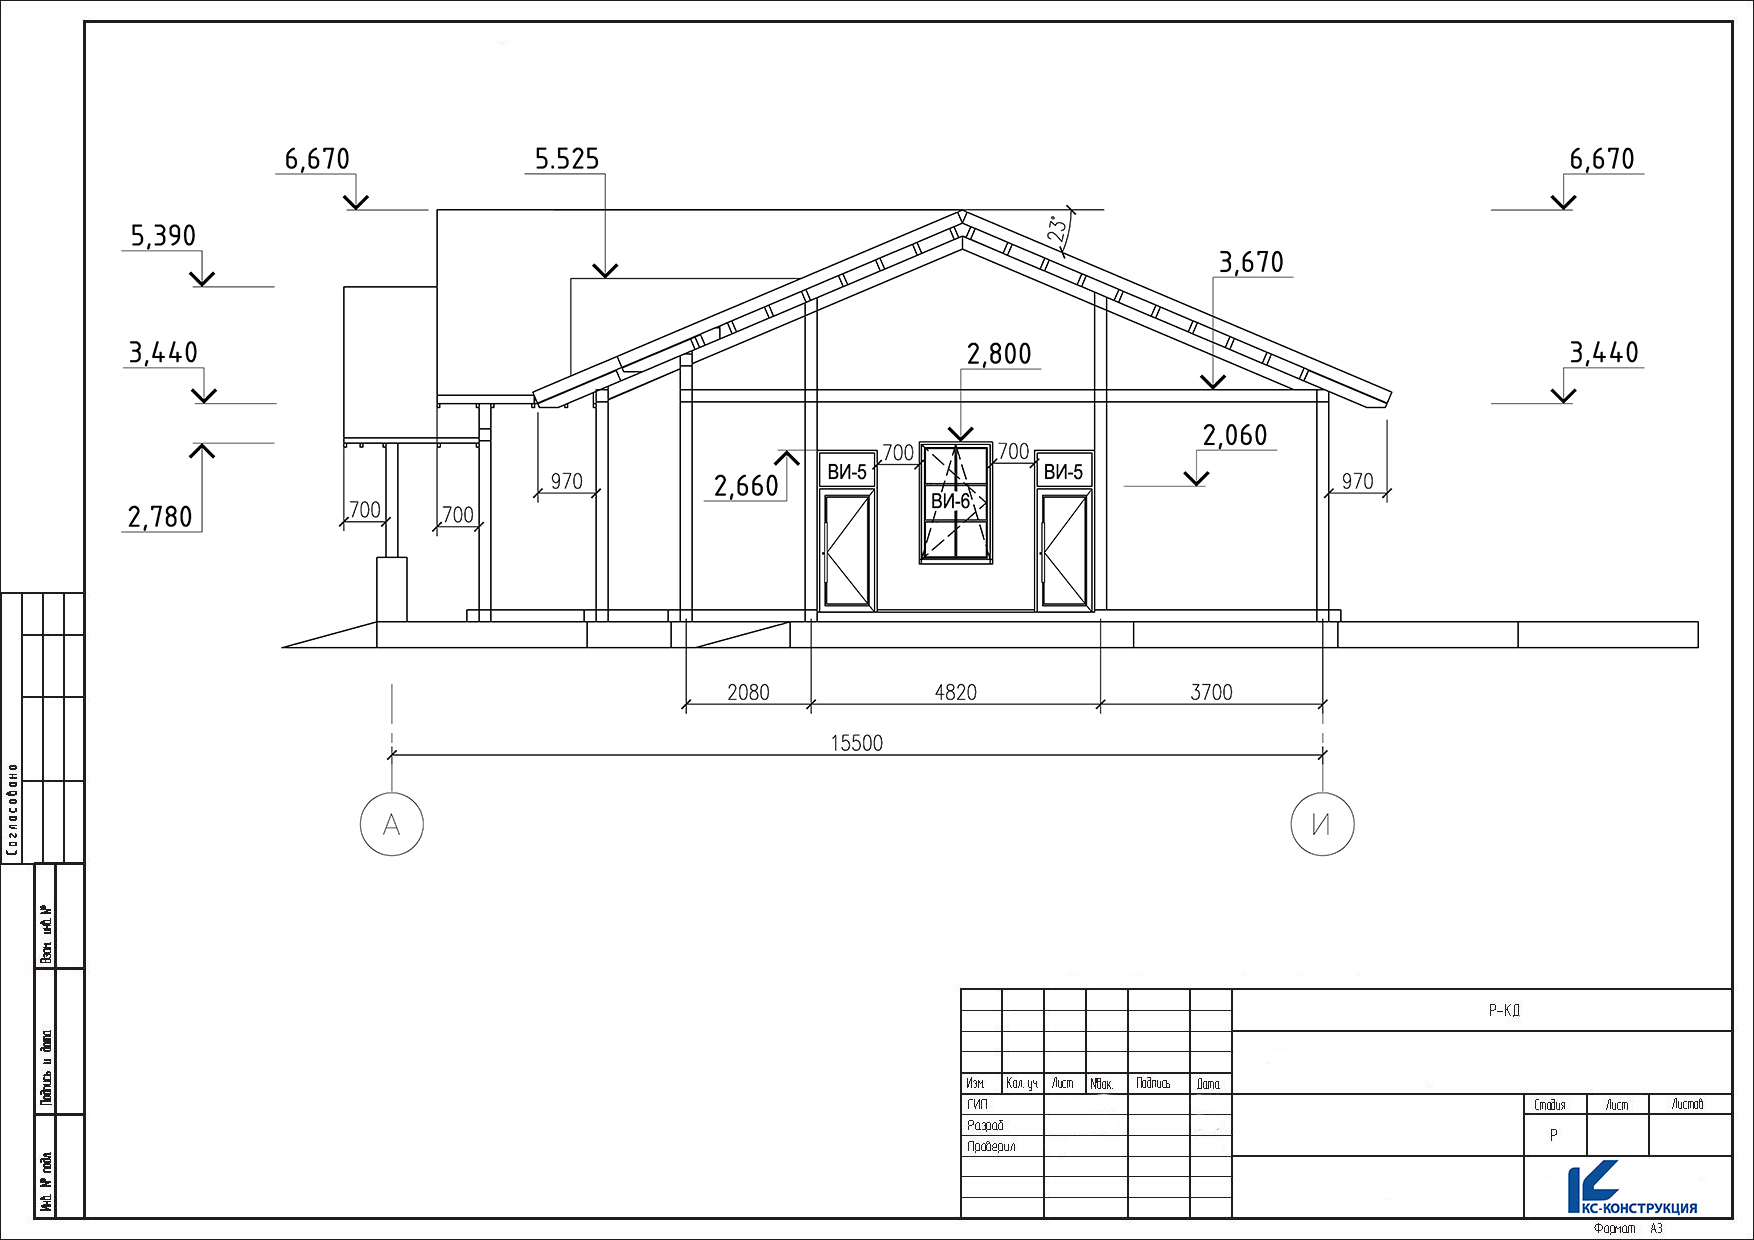 6,670
5.525
6,670
5,390
23°
3,670
3,440
2,800
3,440
2,060
700
700
2,660
ВИ-5
ВИ-5
970
970
ВИ-6
700
700
2,780
2080
4820
3700
15500
А
И
Согласовано
Взам. инв. №
Подпись и дата
Инв. № подл.
Р-КД
Изм.
Кол. уч
Лист
№док.
Подпись
Дата
ГИП
Разраб
Проверил
Стадия
Лист
Листов
Р
КС-КОНСТРУКЦИЯ
Формат А3